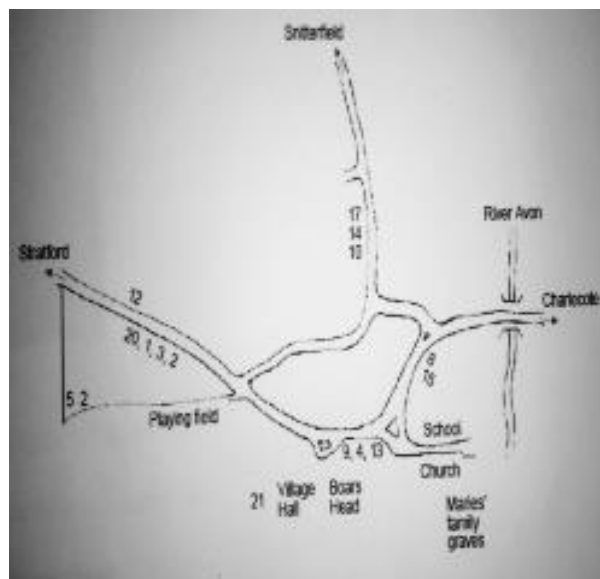 Snitterfield
17
14
10
River Avon
Stratford
Charlecote
12
20, 1, 3, 2
5 2
Playing field
School
9, 4, 13
Church
21
Village
Hall
Boars
Head
Maries'
family
graves